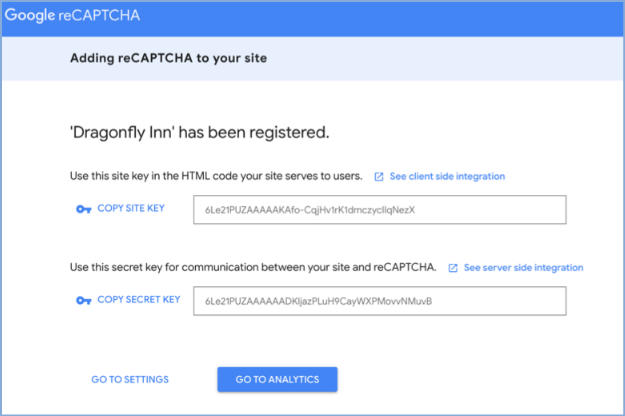 Google reCAPTCHA
Adding reCAPTCHA to your site
'Dragonfly Inn' has been registered.
Use this site key in the HTML code your site serves to users. See client side integration
COPY SITE KEY 6Le21PUZAAAAAKAfo-CqjHv1rK1dmczycIlqNezX
Use this secret key for communication between your site and reCAPTCHA. See server side integration
COPY SECRET KEY 6Le21PUZAAAAAADKIjazPLuH9CayWXPMovvNMuvB
GO TO SETTINGS GO TO ANALYTICS